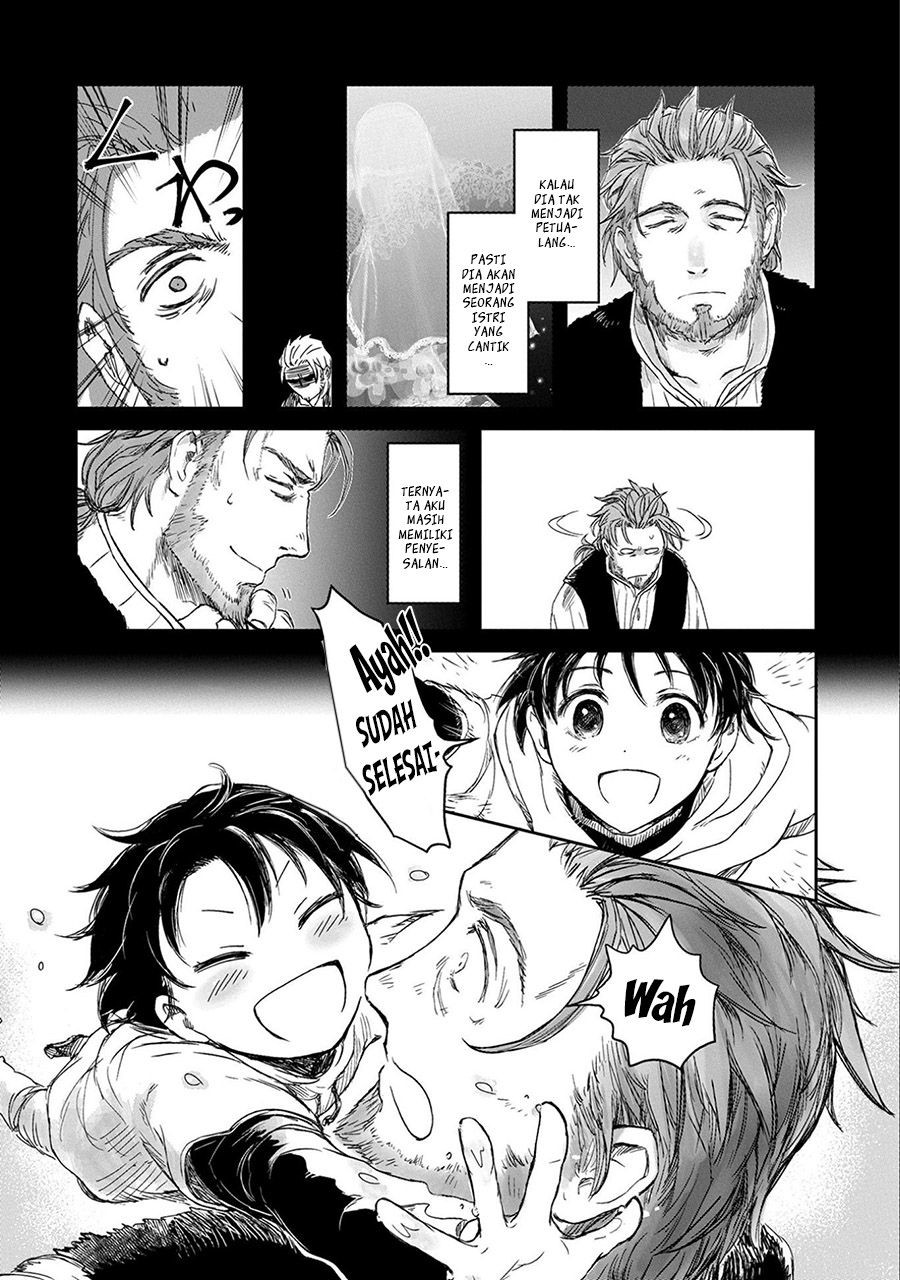 KALAU
DIA TAK
MENJADI
PETUA-
LANG...
PASTI
DIA AKAN
MENJADI
SEORANG
ISTRI
YANG
CANTIK
...
くわっ
TERNYA-
TA AKU
MASIH
MEMILIKI
PENYE-
SALAN...
Ayah!!
SUDAH
SELESAI-
Wah